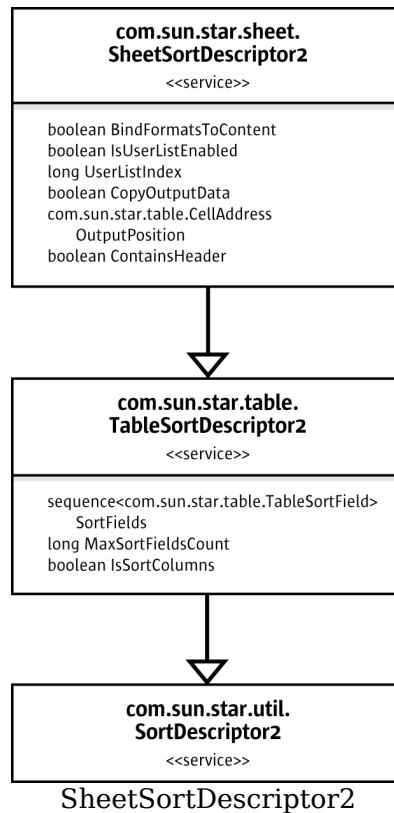 com.sun.star.sheet.
SheetSortDescriptor2
<<service>>
boolean BindFormatsToContent
boolean IsUserListEnabled
long UserListIndex
boolean CopyOutputData
com.sun.star.table.CellAddress
OutputPosition
boolean ContainsHeader
com.sun.star.table.
TableSortDescriptor2
<<service>>
sequence<com.sun.star.table.TableSortField>
SortFields
long MaxSortFieldsCount
boolean IsSortColumns
com.sun.star.util.
SortDescriptor2
<<service>>
SheetSortDescriptor2